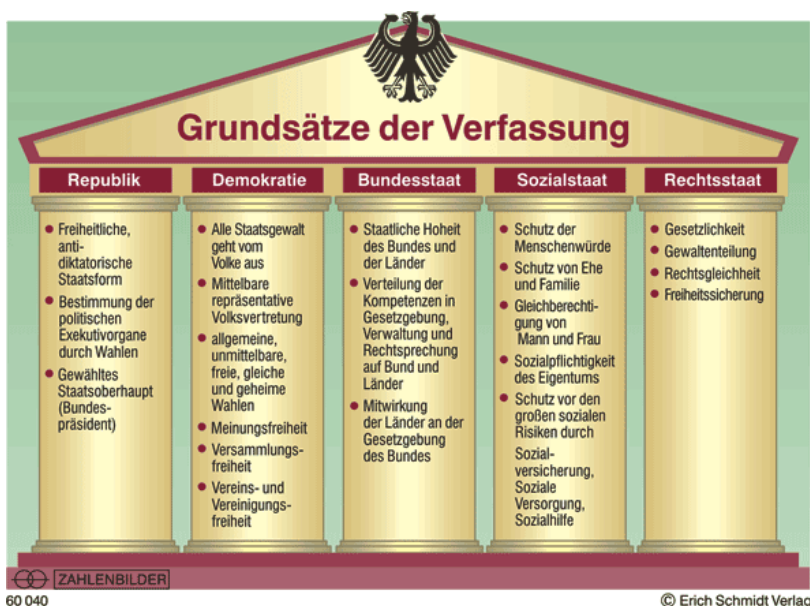 Grundsätze der Verfassung
Republik
Freiheitliche,
anti-
diktatorische
Staatsform
Bestimmung der
politischen
Exekutivorgane
durch Wahlen
Gewähltes
Staatsoberhaupt
(Bundes-
präsident)
Demokratie
Alle Staatsgewalt
geht vom
Volke aus
Mittelbare
repräsentative
Volksvertretung
allgemeine,
unmittelbare,
freie, gleiche
und geheime
Wahlen
Meinungsfreiheit
Versammlungs-
freiheit
Vereins- und
Vereinigungs-
freiheit
Bundesstaat
Staatliche Hoheit
des Bundes und
der Länder
Verteilung der
Kompetenzen in
Gesetzgebung,
Verwaltung und
Rechtsprechung
auf Bund und
Länder
Mitwirkung
der Länder an der
Gesetzgebung
des Bundes
Sozialstaat
Schutz der
Menschenwürde
Schutz von Ehe
und Familie
Gleichberechti-
gung von
Mann und Frau
Sozialpflichtigkeit
des Eigentums
Schutz vor den
großen sozialen
Risiken durch
Sozial-
versicherung,
Soziale
Versorgung,
Sozialhilfe
Rechtsstaat
Gesetzlichkeit
Gewaltenteilung
Rechtsgleichheit
Freiheitssicherung
ZAHLENBILDER
60 040
© Erich Schmidt Verlag